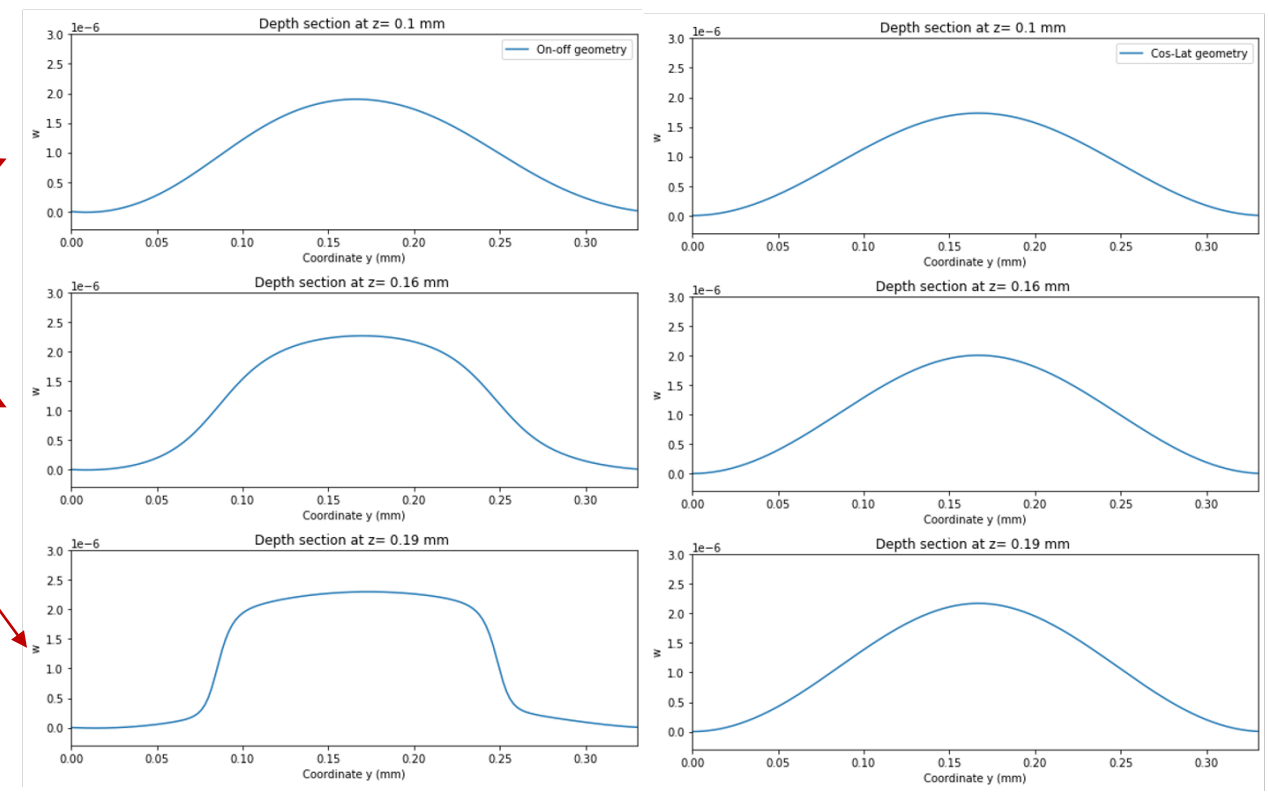 Depth section at z= 0.1 mm
1e−6
3.0
2.5
2.0
1.5
1.0
0.5
0.0
w
On-off geometry
0.00 0.05 0.10 0.15 0.20 0.25 0.30
Coordinate y (mm)
Depth section at z= 0.1 mm
1e−6
3.0
2.5
2.0
1.5
1.0
0.5
0.0
w
Cos-Lat geometry
0.00 0.05 0.10 0.15 0.20 0.25 0.30
Coordinate y (mm)
Depth section at z= 0.16 mm
1e−6
3.0
2.5
2.0
1.5
1.0
0.5
0.0
w
0.00 0.05 0.10 0.15 0.20 0.25 0.30
Coordinate y (mm)
Depth section at z= 0.16 mm
1e−6
3.0
2.5
2.0
1.5
1.0
0.5
0.0
w
0.00 0.05 0.10 0.15 0.20 0.25 0.30
Coordinate y (mm)
Depth section at z= 0.19 mm
1e−6
3.0
2.5
2.0
1.5
1.0
0.5
0.0
w
0.00 0.05 0.10 0.15 0.20 0.25 0.30
Coordinate y (mm)
Depth section at z= 0.19 mm
1e−6
3.0
2.5
2.0
1.5
1.0
0.5
0.0
w
0.00 0.05 0.10 0.15 0.20 0.25 0.30
Coordinate y (mm)